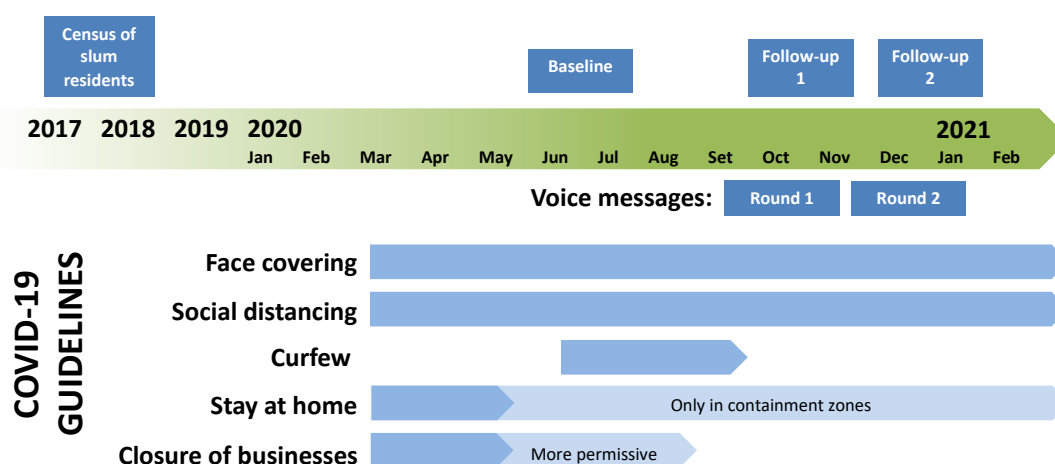 Census of
slum
residents
Baseline
Follow-up
1
Follow-up
2
2017 2018 2019 2020 2021
Jan Feb Mar Apr May Jun Jul Aug Set Oct Nov Dec Jan Feb
Voice messages: Round 1 Round 2
COVID-19
GUIDELINES
Face covering
Social distancing
Curfew
Stay at home Only in containment zones
Closure of businesses More permissive